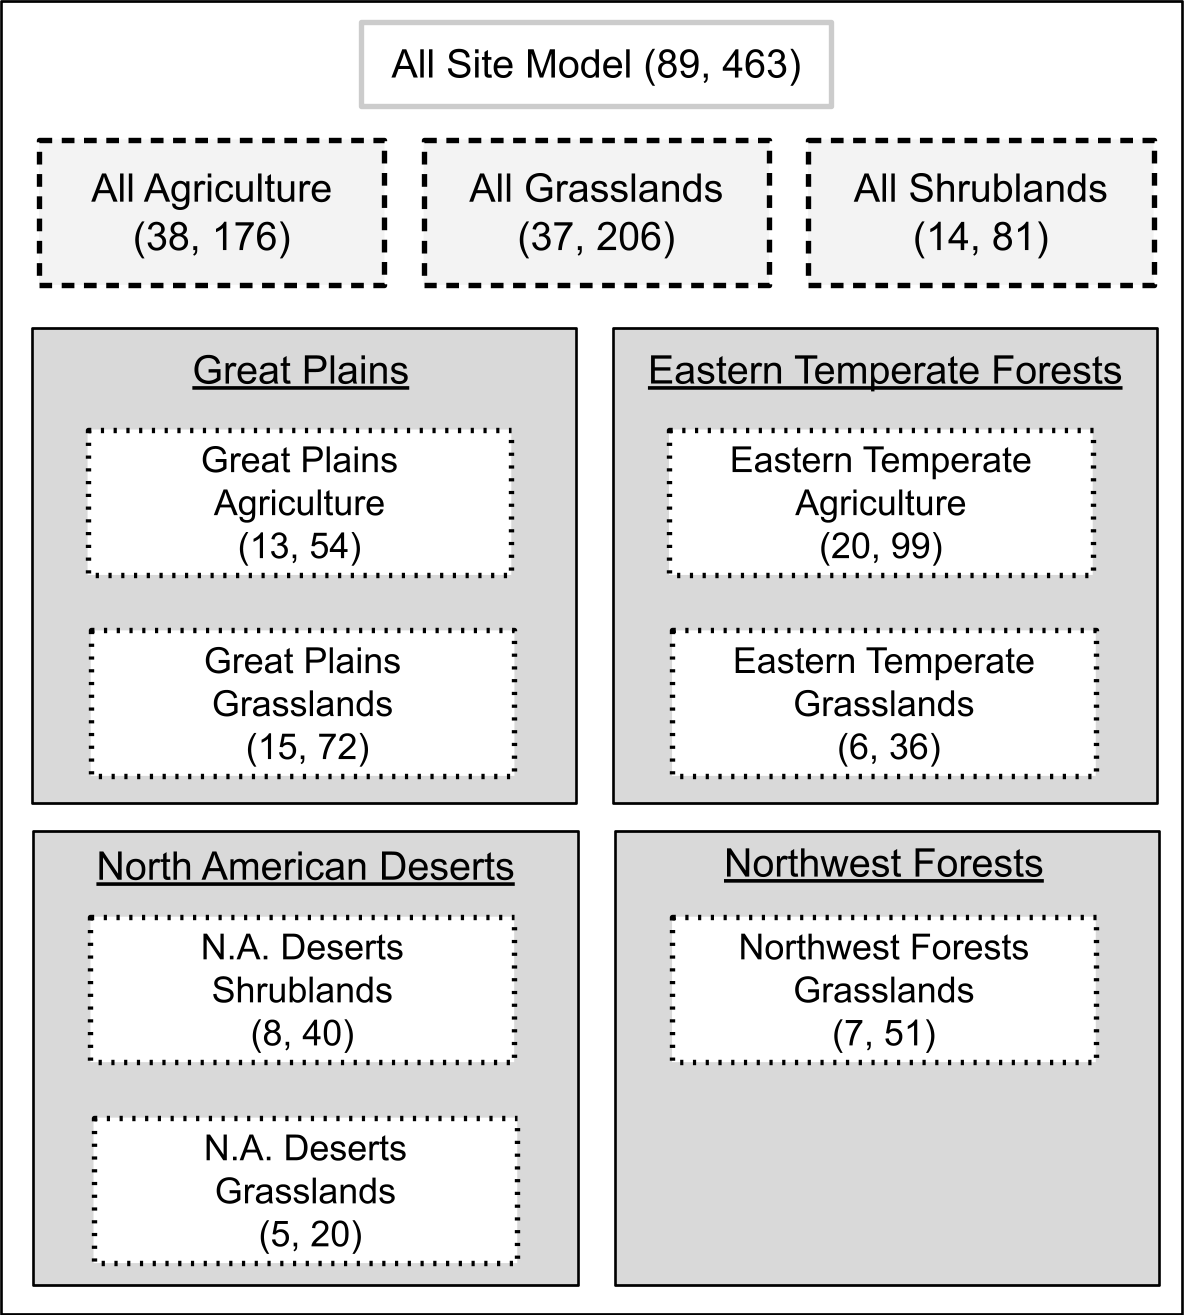 All Site Model (89, 463)
All Agriculture
(38, 176)
All Grasslands
(37, 206)
All Shrublands
(14, 81)
Great Plains
Great Plains
Agriculture
(13, 54)
Great Plains
Grasslands
(15, 72)
Eastern Temperate Forests
Eastern Temperate
Agriculture
(20, 99)
Eastern Temperate
Grasslands
(6, 36)
North American Deserts
N.A. Deserts
Shrublands
(8, 40)
N.A. Deserts
Grasslands
(5, 20)
Northwest Forests
Northwest Forests
Grasslands
(7, 51)